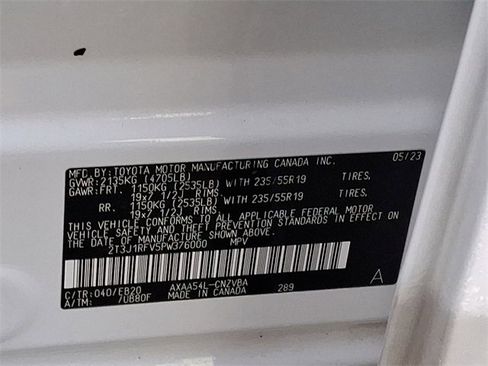 MFD.BY:TOYOTA MOTOR MANUFACTURING CANADA INC. 05/23
GVWR:2135KG (4705LB)
GAWR:FRT. 1150KG (2535LB) WITH 235/55R19 TIRES,
19x7 1/2J RIMS,
RR. 1150KG (2535LB) WITH 235/55R19 TIRES,
19x7 1/2J RIMS,
THIS VEHICLE CONFORMS TO ALL APPLICABLE FEDERAL MOTOR
VEHICLE SAFETY AND THEFT PREVENTION STANDARDS IN EFFECT
ON THE DATE OF MANUFACTURE SHOWN ABOVE.
2T3J1RFV5PW376000 MPV
C/TR:040/EB20 AXAA54L-CNZVBA A
A/TM: 7UB80F MADE IN CANADA 289